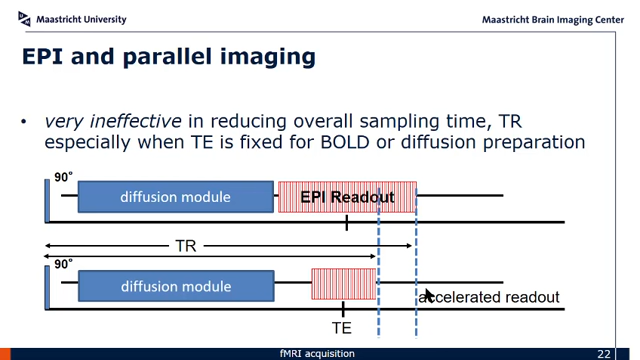 Maastricht University
Maastricht Brain Imaging Center
EPI and parallel imaging
• very ineffective in reducing overall sampling time, TR
especially when TE is fixed for BOLD or diffusion preparation
90°
diffusion module
EPI Readout
TR
90°
diffusion module
accelerated readout
TE
fMRI acquisition
22